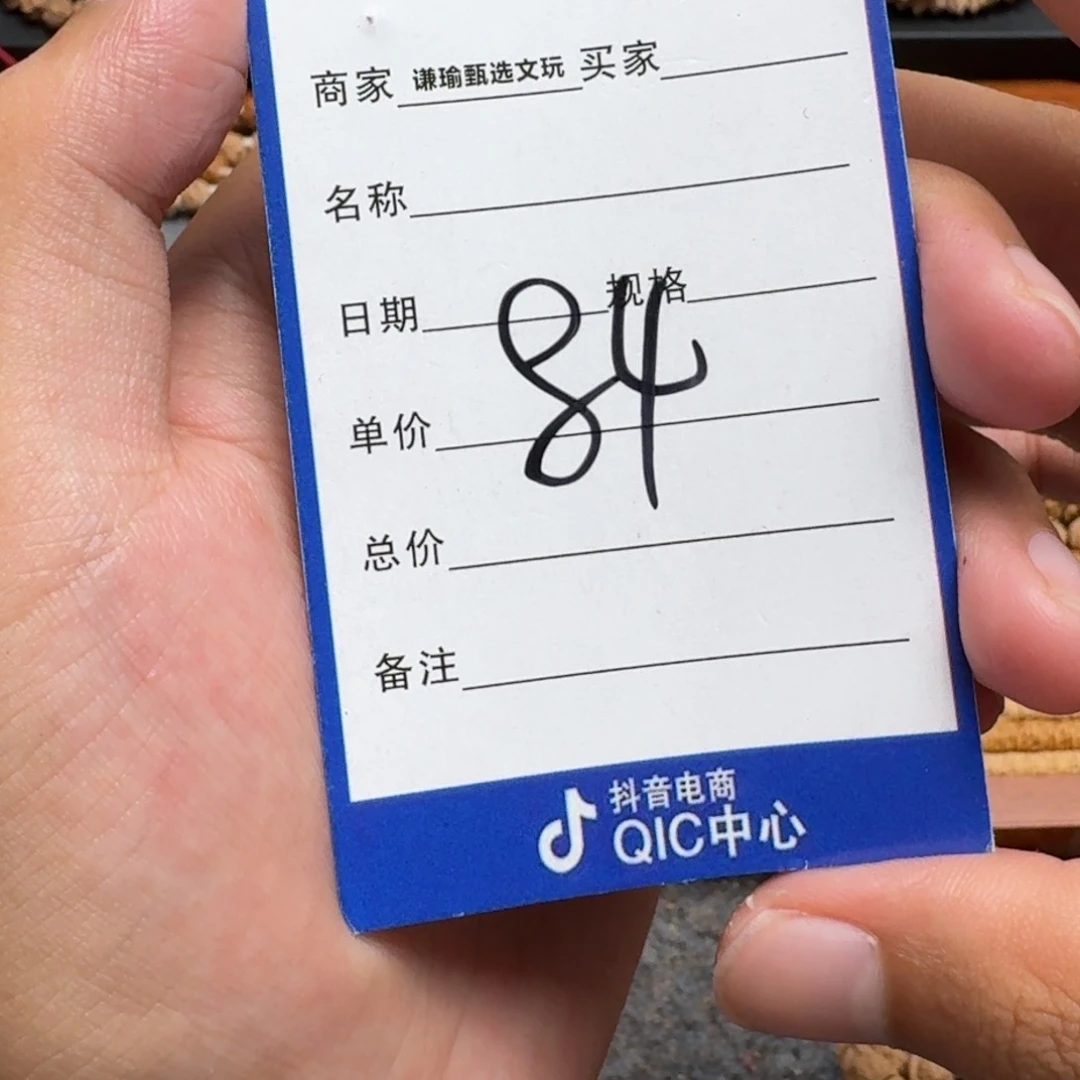 商家 谦瑜甄选文玩 买家
名称
日期 规格
84
单价
总价
备注
抖音电商
QIC中心